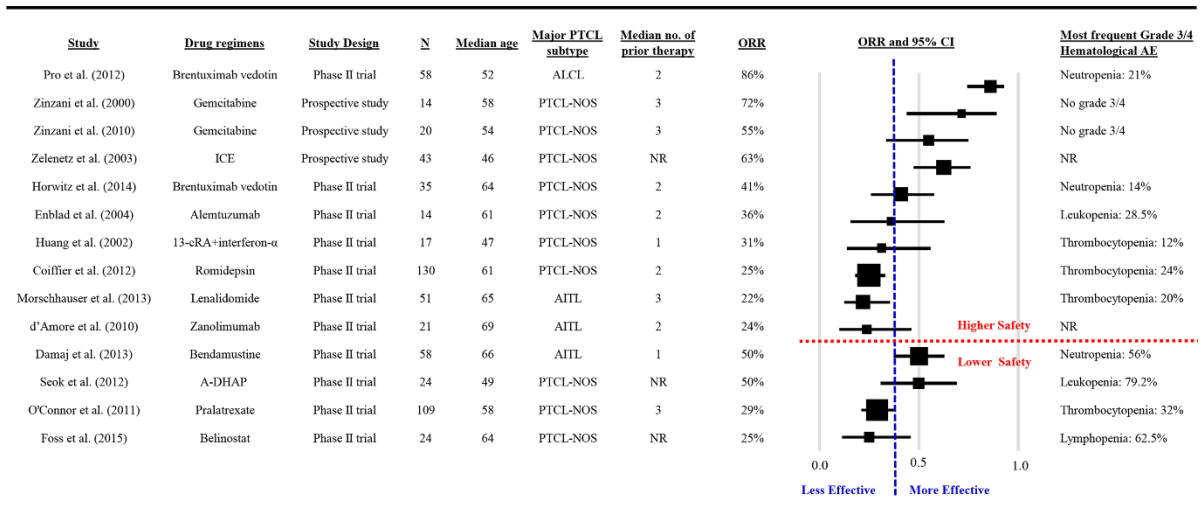 Study Drug regimens Study Design N Median age Major PTCL subtype Median no. of prior therapy ORR ORR and 95% CI Most frequent Grade 3/4 Hematological AE
Pro et al. (2012) Brentuximab vedotin Phase II trial 58 52 ALCL 2 86% Neutropenia: 21%
Zinzani et al. (2000) Gemcitabine Prospective study 14 58 PTCL-NOS 3 72% No grade 3/4
Zinzani et al. (2010) Gemcitabine Prospective study 20 54 PTCL-NOS 3 55% No grade 3/4
Zelenetz et al. (2003) ICE Prospective study 43 46 PTCL-NOS NR 63% NR
Horwitz et al. (2014) Brentuximab vedotin Phase II trial 35 64 PTCL-NOS 2 41% Neutropenia: 14%
Enblad et al. (2004) Alemtuzumab Phase II trial 14 61 PTCL-NOS 2 36% Leukopenia: 28.5%
Huang et al. (2002) 13-cRA+interferon-α Phase II trial 17 47 PTCL-NOS 1 31% Thrombocytopenia: 12%
Coiffier et al. (2012) Romidepsin Phase II trial 130 61 PTCL-NOS 2 25% Thrombocytopenia: 24%
Morschhauser et al. (2013) Lenalidomide Phase II trial 51 65 AITL 3 22% Thrombocytopenia: 20%
d’Amore et al. (2010) Zanolimumab Phase II trial 21 69 AITL 2 24% NR
Higher Safety
Damaj et al. (2013) Bendamustine Phase II trial 58 66 AITL 1 50% Neutropenia: 56%
Lower Safety
Seok et al. (2012) A-DHAP Phase II trial 24 49 PTCL-NOS NR 50% Leukopenia: 79.2%
O'Connor et al. (2011) Pralatrexate Phase II trial 109 58 PTCL-NOS 3 29% Thrombocytopenia: 32%
Foss et al. (2015) Belinostat Phase II trial 24 64 PTCL-NOS NR 25% Lymphopenia: 62.5%
0.0 0.5 1.0
Less Effective More Effective